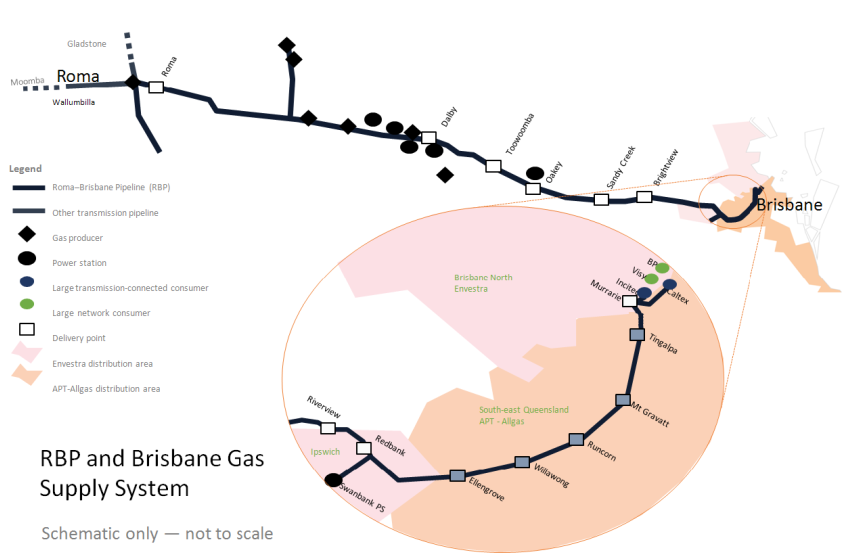 Gladstone
Moomba
Roma
Wallumbilla
Roma
Dalby
Toowoomba
Oakey
Sandy Creek
Brightview
Brisbane
Legend
Roma–Brisbane Pipeline (RBP)
Other transmission pipeline
Gas producer
Power station
Large transmission-connected consumer
Large network consumer
Delivery point
Envestra distribution area
APT-Allgas distribution area
Brisbane North
Envestra
BP
Visy
Incitec
Murrarie
Caltex
Tingalpa
Mt Gravatt
South-east Queensland
APT - Allgas
Runcorn
Willawong
Ellengrove
Riverview
Redbank
Ipswich
Swanbank PS
RBP and Brisbane Gas
Supply System
Schematic only — not to scale